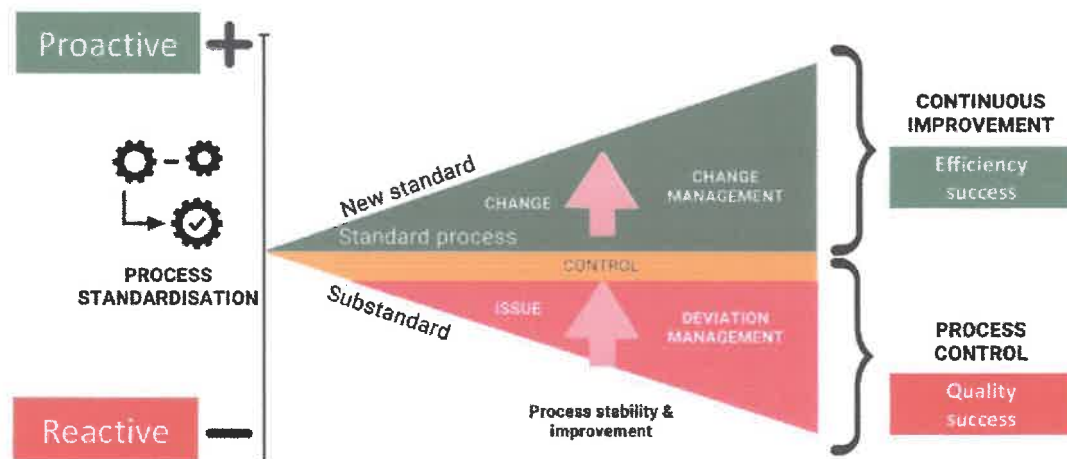 Proactive
PROCESS
STANDARDISATION
Reactive
New standard
Standard process
Substandard
CHANGE
CHANGE
MANAGEMENT
CONTROL
ISSUE
DEVIATION
MANAGEMENT
Process stability &
improvement
CONTINUOUS
IMPROVEMENT
Efficiency
success
PROCESS
CONTROL
Quality
success